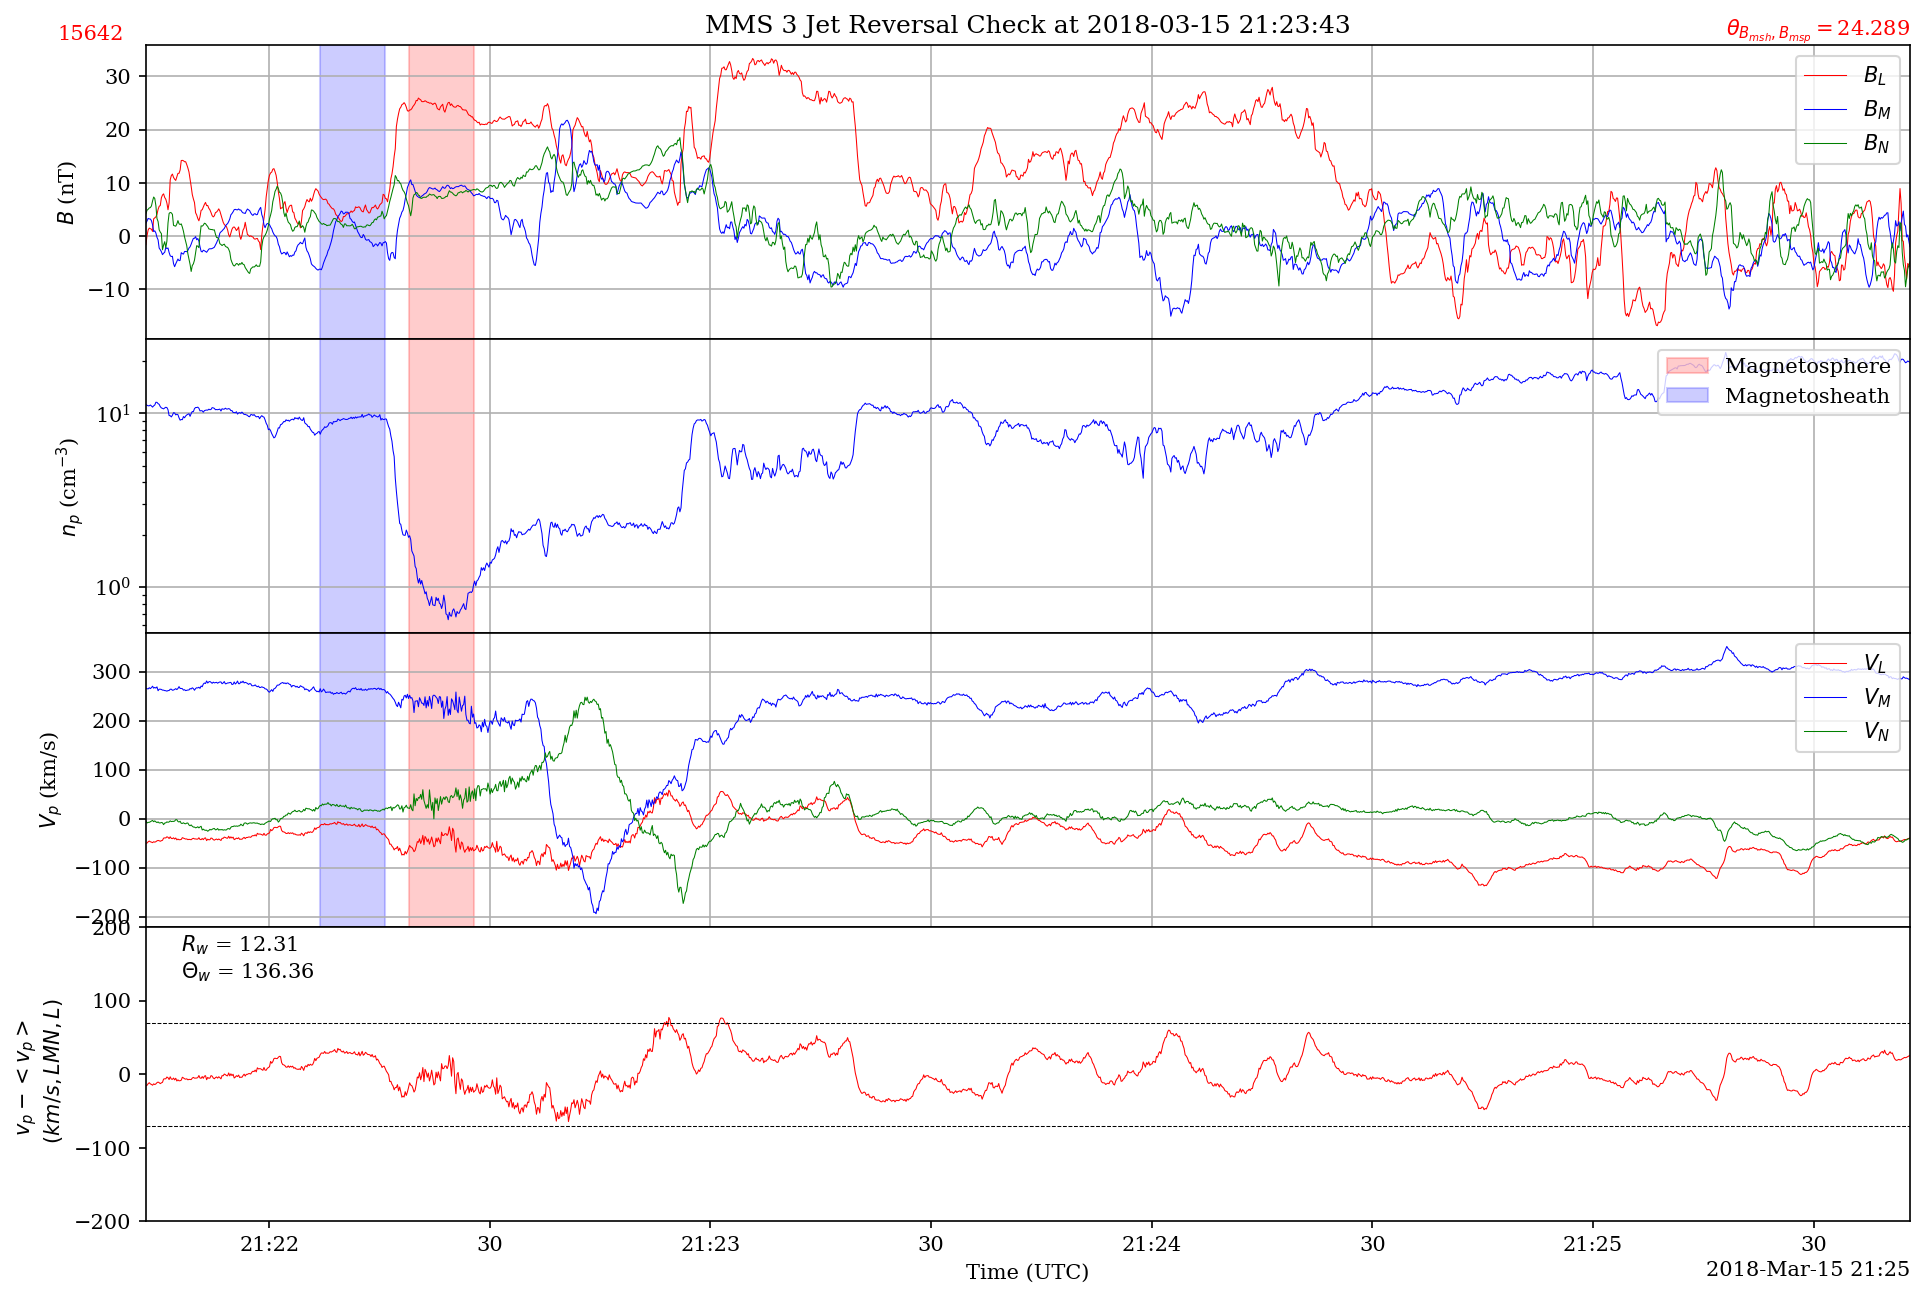 MMS 3 Jet Reversal Check at 2018-03-15 21:23:43
15642
θ_{B_{msh}, B_{msp}} = 24.289
B (nT)
30
20
10
0
−10
B_L
B_M
B_N
n_p (cm^{−3})
10^1
10^0
Magnetosphere
Magnetosheath
V_p (km/s)
300
200
100
0
−100
−200
V_L
V_M
V_N
v_p − < v_p >
(km/s, LMN, L)
200
100
0
−100
−200
R_w = 12.31
Θ_w = 136.36
21:22
30
21:23
30
21:24
30
21:25
30
Time (UTC)
2018-Mar-15 21:25